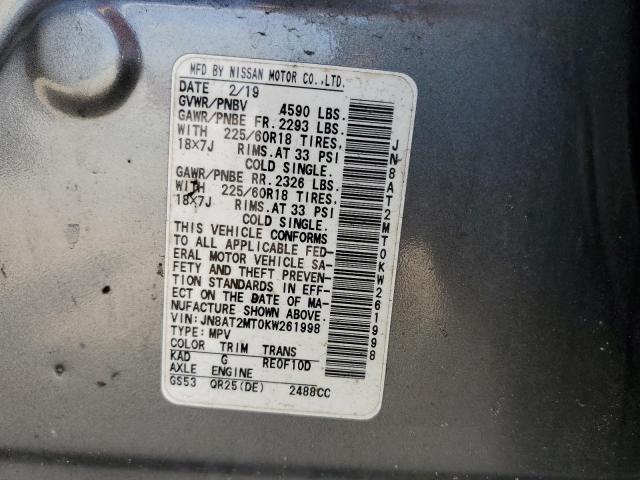 MFD BY NISSAN MOTOR CO.,LTD.
DATE 2/19
GVWR/PNBV 4590 LBS.
GAWR/PNBE FR. 2293 LBS.
WITH 225/60R18 TIRES,
18×7J RIMS.AT 33 PSI
COLD SINGLE.
GAWR/PNBE RR. 2326 LBS.
WITH 225/60R18 TIRES,
18×7J RIMS.AT 33 PSI
COLD SINGLE.
THIS VEHICLE CONFORMS
TO ALL APPLICABLE FED-
ERAL MOTOR VEHICLE SA-
FETY AND THEFT PREVEN-
TION STANDARDS IN EFF-
ECT ON THE DATE OF MA-
NUFACTURE SHOWN ABOVE.
VIN: JN8AT2MT0KW261998
TYPE: MPV
COLOR TRIM TRANS
KAD G RE0F10D
AXLE ENGINE
GS53 QR25(DE) 2488CC
JN8AT2MT0KW261998